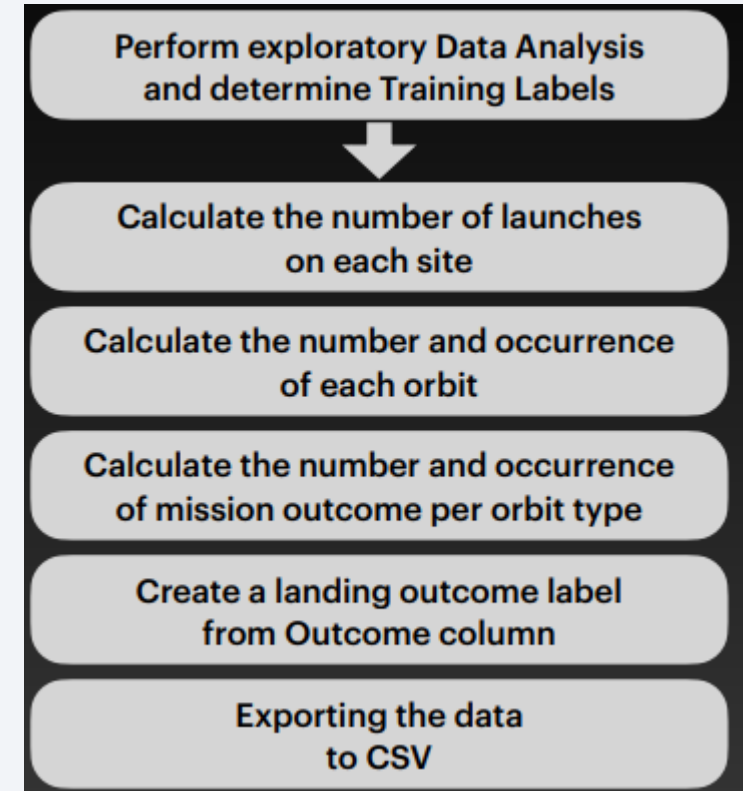 Perform exploratory Data Analysis
and determine Training Labels
Calculate the number of launches
on each site
Calculate the number and occurrence
of each orbit
Calculate the number and occurrence
of mission outcome per orbit type
Create a landing outcome label
from Outcome column
Exporting the data
to CSV